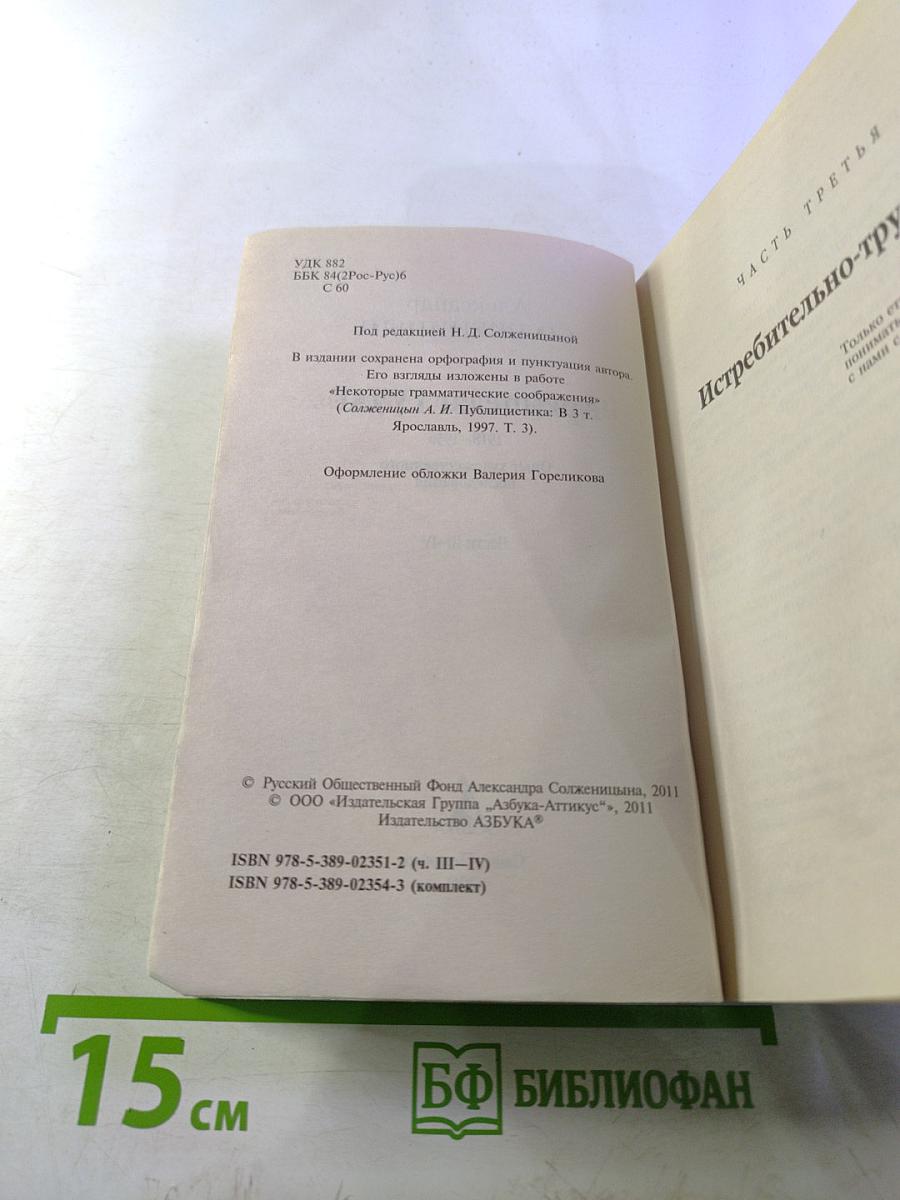 УДК 882
ББК 84(2Рос-Рус)6
С 60
Под редакцией Н. Д. Солженицыной
В издании сохранена орфография и пунктуация автора.
Его взгляды изложены в работе
«Некоторые грамматические соображения»
(Солженицын А. И. Публицистика: В 3 т.
Ярославль, 1997. Т. 3).
Оформление обложки Валерия Гореликова
© Русский Общественный Фонд Александра Солженицына, 2011
© ООО «Издательская Группа „Азбука-Аттикус“», 2011
Издательство АЗБУКА®
ISBN 978-5-389-02351-2 (ч. III—IV)
ISBN 978-5-389-02354-3 (комплект)
ЧАСТЬ ТРЕТЬЯ
Истребительно-тру
Только
понимать
с нами с
15 см
БФ БИБЛИОФАН